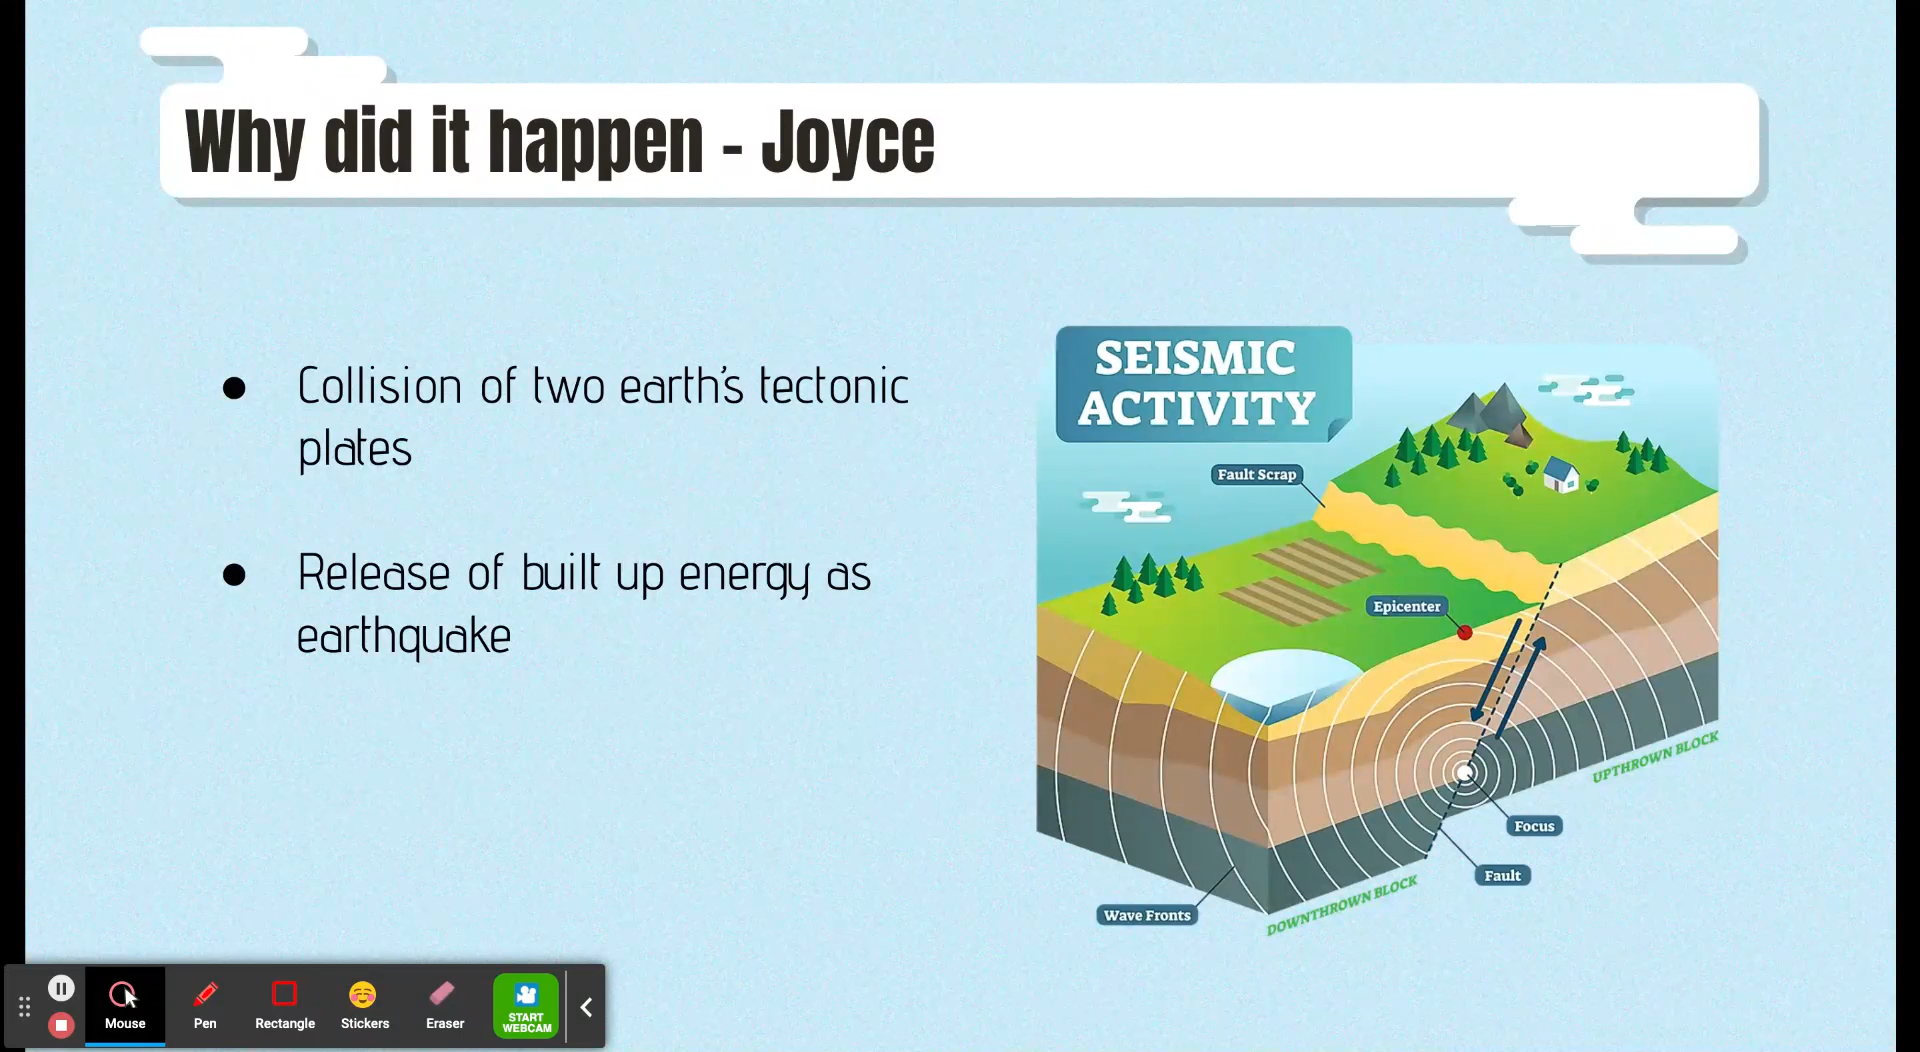 Why did it happen - Joyce
Collision of two earth's tectonic
plates
Release of built up energy as
earthquake
SEISMIC
ACTIVITY
Fault Scrap
Epicenter
UPTHROWN BLOCK
Focus
Fault
DOWNTHROWN BLOCK
Wave Fronts
Mouse
Pen
Rectangle
Stickers
Eraser
START
WEBCAM